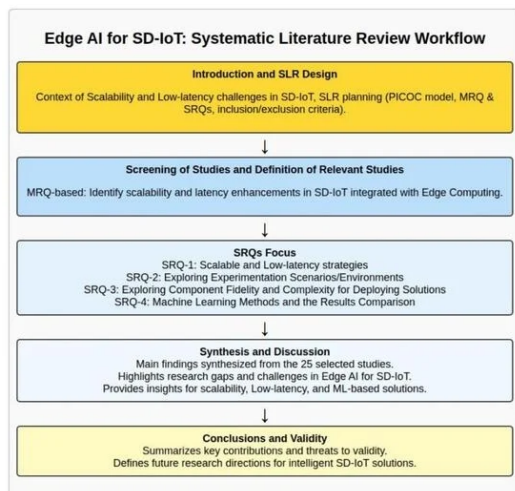 Edge AI for SD-IoT: Systematic Literature Review Workflow
Introduction and SLR Design
Context of Scalability and Low-latency challenges in SD-IoT, SLR planning (PICOC model, MRQ &
SRQs, inclusion/exclusion criteria).
Screening of Studies and Definition of Relevant Studies
MRQ-based: Identify scalability and latency enhancements in SD-IoT integrated with Edge Computing.
SRQs Focus
SRQ-1: Scalable and Low-latency strategies
SRQ-2: Exploring Experimentation Scenarios/Environments
SRQ-3: Exploring Component Fidelity and Complexity for Deploying Solutions
SRQ-4: Machine Learning Methods and the Results Comparison
Synthesis and Discussion
Main findings synthesized from the 25 selected studies.
Highlights research gaps and challenges in Edge AI for SD-IoT.
Provides insights for scalability, Low-latency, and ML-based solutions.
Conclusions and Validity
Summarizes key contributions and threats to validity.
Defines future research directions for intelligent SD-IoT solutions.